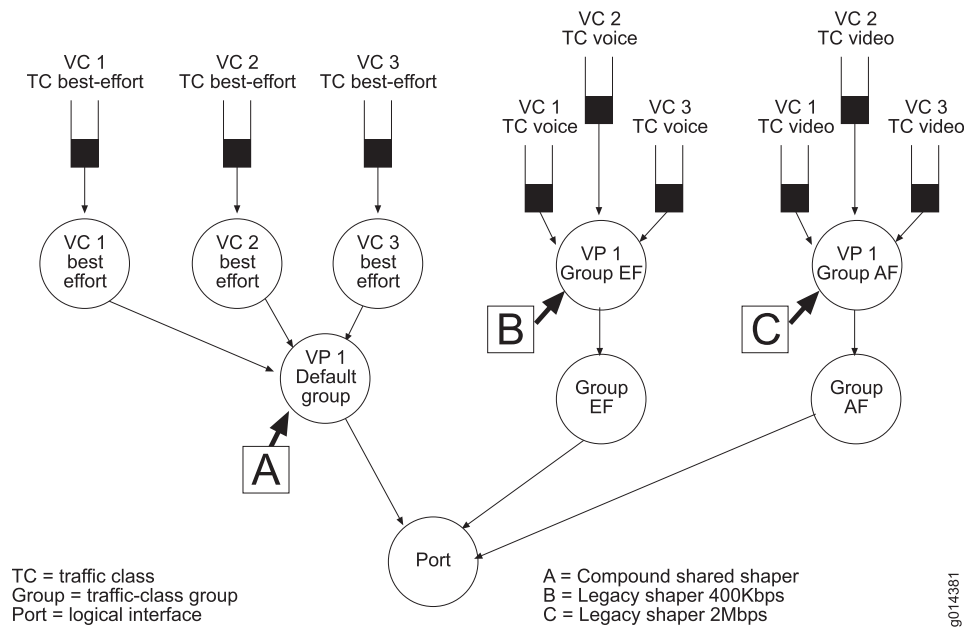 VC 2
TC voice
VC 2
TC video
VC 1
TC best-effort
VC 2
TC best-effort
VC 3
TC best-effort
VC 1
TC voice
VC 3
TC voice
VC 1
TC video
VC 3
TC video
VC 1
best
effort
VC 2
best
effort
VC 3
best
effort
VP 1
Group EF
VP 1
Group AF
B
C
VP 1
Default
group
Group
EF
Group
AF
A
Port
TC = traffic class
Group = traffic-class group
Port = logical interface
A = Compound shared shaper
B = Legacy shaper 400Kbps
C = Legacy shaper 2Mbps
g014381